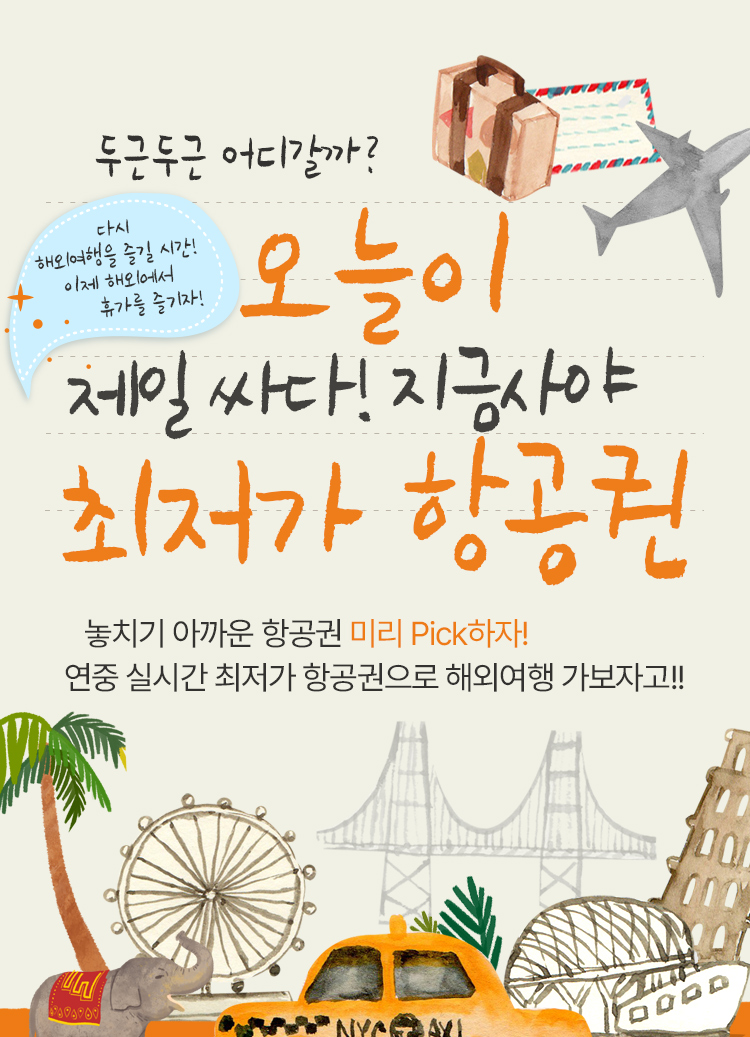 두근두근 어디갈까?
다시
해외여행을 즐길 시간!
이제 해외에서
휴가를 즐기자!
오늘이
제일 싸다! 지금사야
최저가 항공권
놓치기 아까운 항공권 미리 Pick하자!
연중 실시간 최저가 항공권으로 해외여행 가보자고!!
NYC TAXI